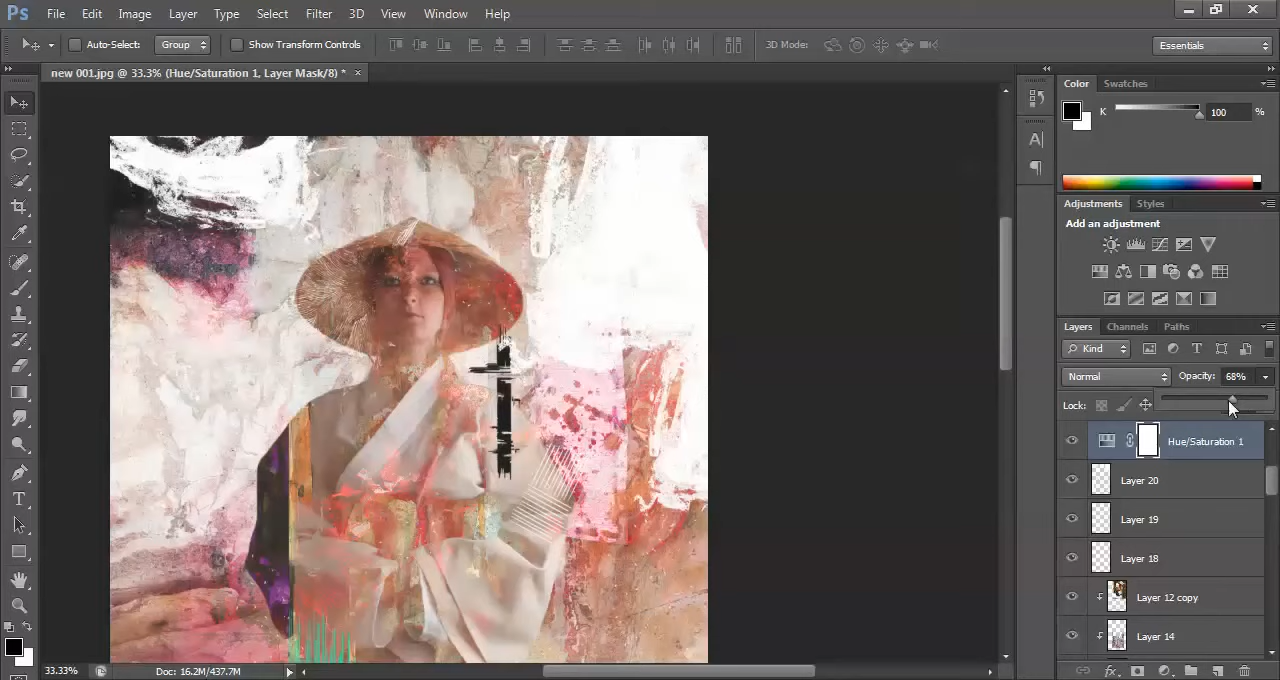 Ps File Edit Image Layer Type Select Filter 3D View Window Help
Auto-Select: Group Show Transform Controls 3D Mode: Essentials
new 001.jpg @ 33.3% (Hue/Saturation 1, Layer Mask/8) * ×
Color Swatches
K 100 %
Adjustments Styles
Add an adjustment
Layers Channels Paths
Kind
Normal Opacity: 68%
Lock:
Hue/Saturation 1
Layer 20
Layer 19
Layer 18
Layer 12 copy
Layer 14
33.33% Doc: 16.2M/437.7M